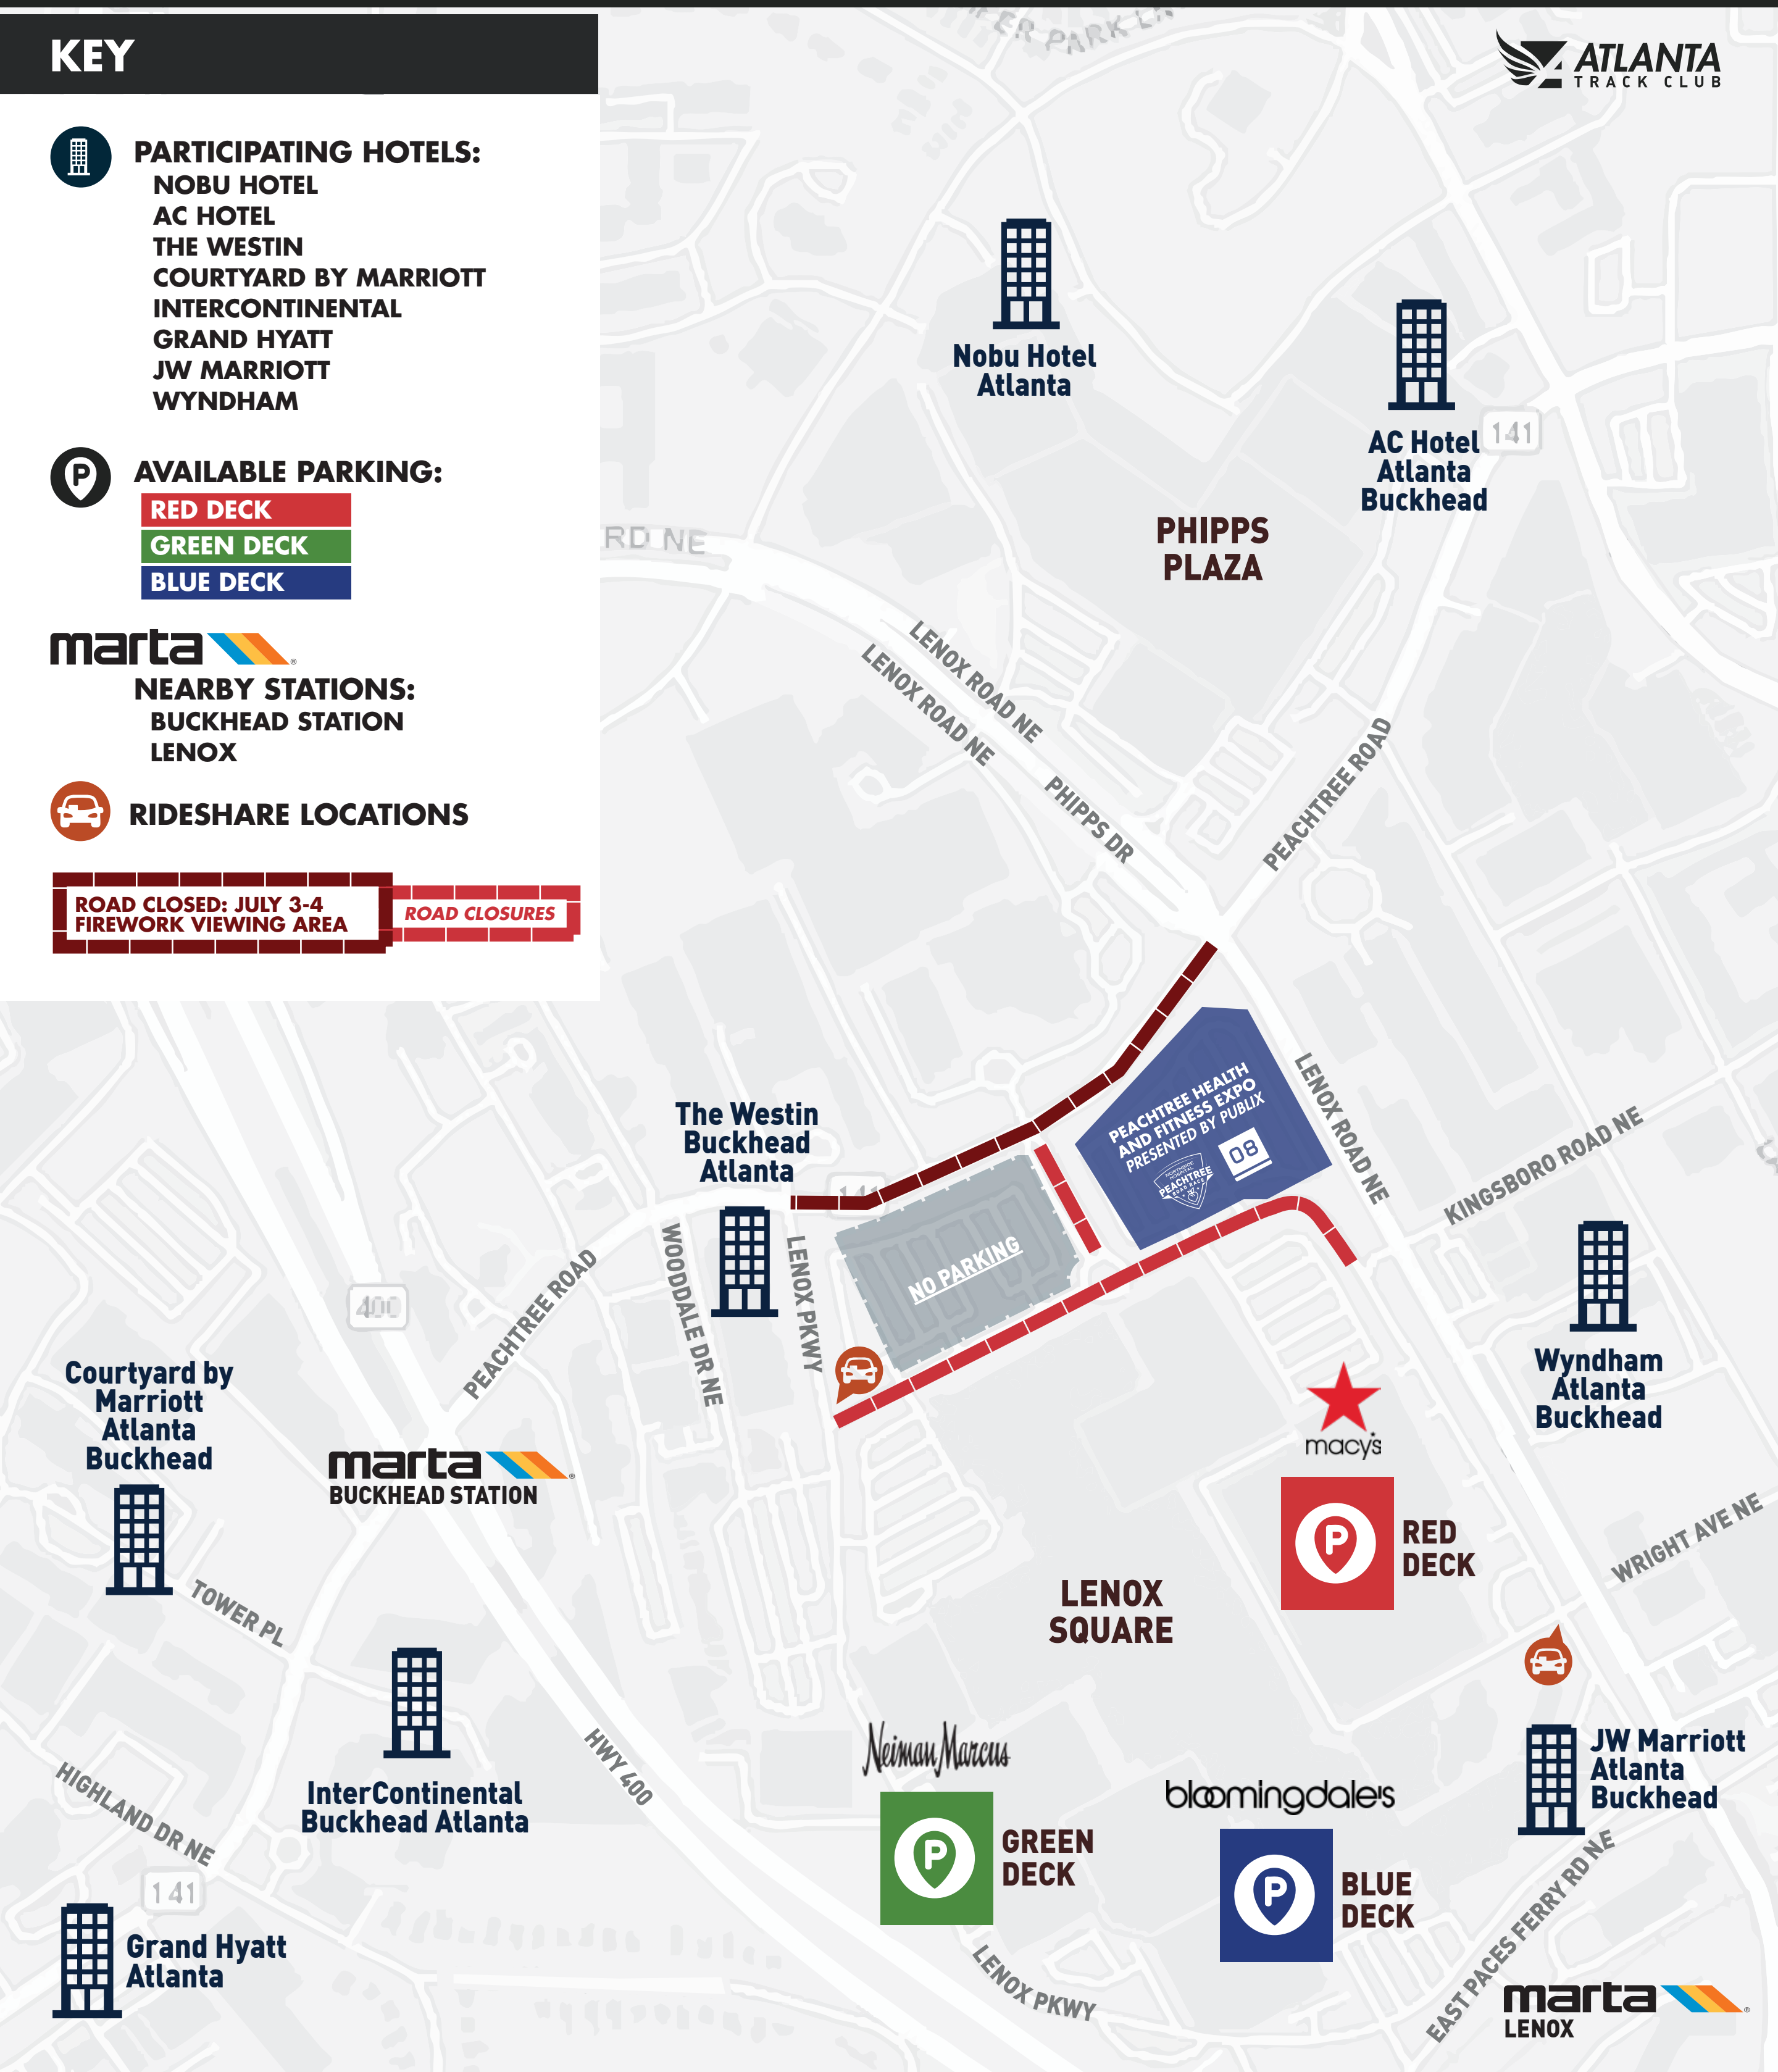 KEY
PARTICIPATING HOTELS:
NOBU HOTEL
AC HOTEL
THE WESTIN
COURTYARD BY MARRIOTT
INTERCONTINENTAL
GRAND HYATT
JW MARRIOTT
WYNDHAM
P
AVAILABLE PARKING:
RED DECK
GREEN DECK
BLUE DECK
marta
NEARBY STATIONS:
BUCKHEAD STATION
LENOX
RIDESHARE LOCATIONS
ROAD CLOSED: JULY 3-4
FIREWORK VIEWING AREA
ROAD CLOSURES
ATLANTA
TRACK CLUB
Nobu Hotel
Atlanta
AC Hotel
Atlanta
Buckhead
141
PHIPPS
PLAZA
RD NE
LENOX ROAD NE
LENOX ROAD NE
PHIPPS DR
PEACHTREE ROAD
PEACHTREE HEALTH
AND FITNESS EXPO
PRESENTED BY PUBLIX
NORTHSIDE
HOSPITAL
PEACHTREE
ROAD RACE
08
LENOX ROAD NE
KINGSBORO ROAD NE
The Westin
Buckhead
Atlanta
141
WOODDALE DR NE
LENOX PKWY
NO PARKING
PEACHTREE ROAD
400
Courtyard by
Marriott
Atlanta
Buckhead
marta
BUCKHEAD STATION
TOWER PL
Wyndham
Atlanta
Buckhead
macy's
P
RED
DECK
WRIGHT AVE NE
LENOX
SQUARE
InterContinental
Buckhead Atlanta
HWY 400
HIGHLAND DR NE
141
Grand Hyatt
Atlanta
Neiman Marcus
P
GREEN
DECK
bloomingdale's
P
BLUE
DECK
JW Marriott
Atlanta
Buckhead
LENOX PKWY
EAST PACES FERRY RD NE
marta
LENOX